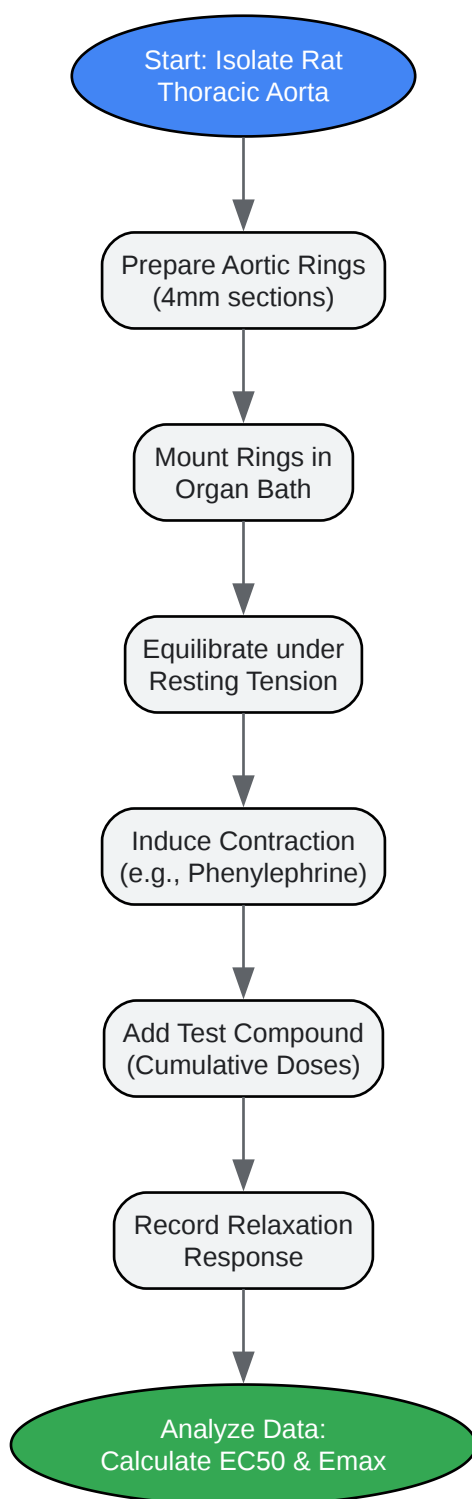 Start: Isolate Rat
Thoracic Aorta
Prepare Aortic Rings
(4mm sections)
Mount Rings in
Organ Bath
Equilibrate under
Resting Tension
Induce Contraction
(e.g., Phenylephrine)
Add Test Compound
(Cumulative Doses)
Record Relaxation
Response
Analyze Data:
Calculate EC50 & Emax